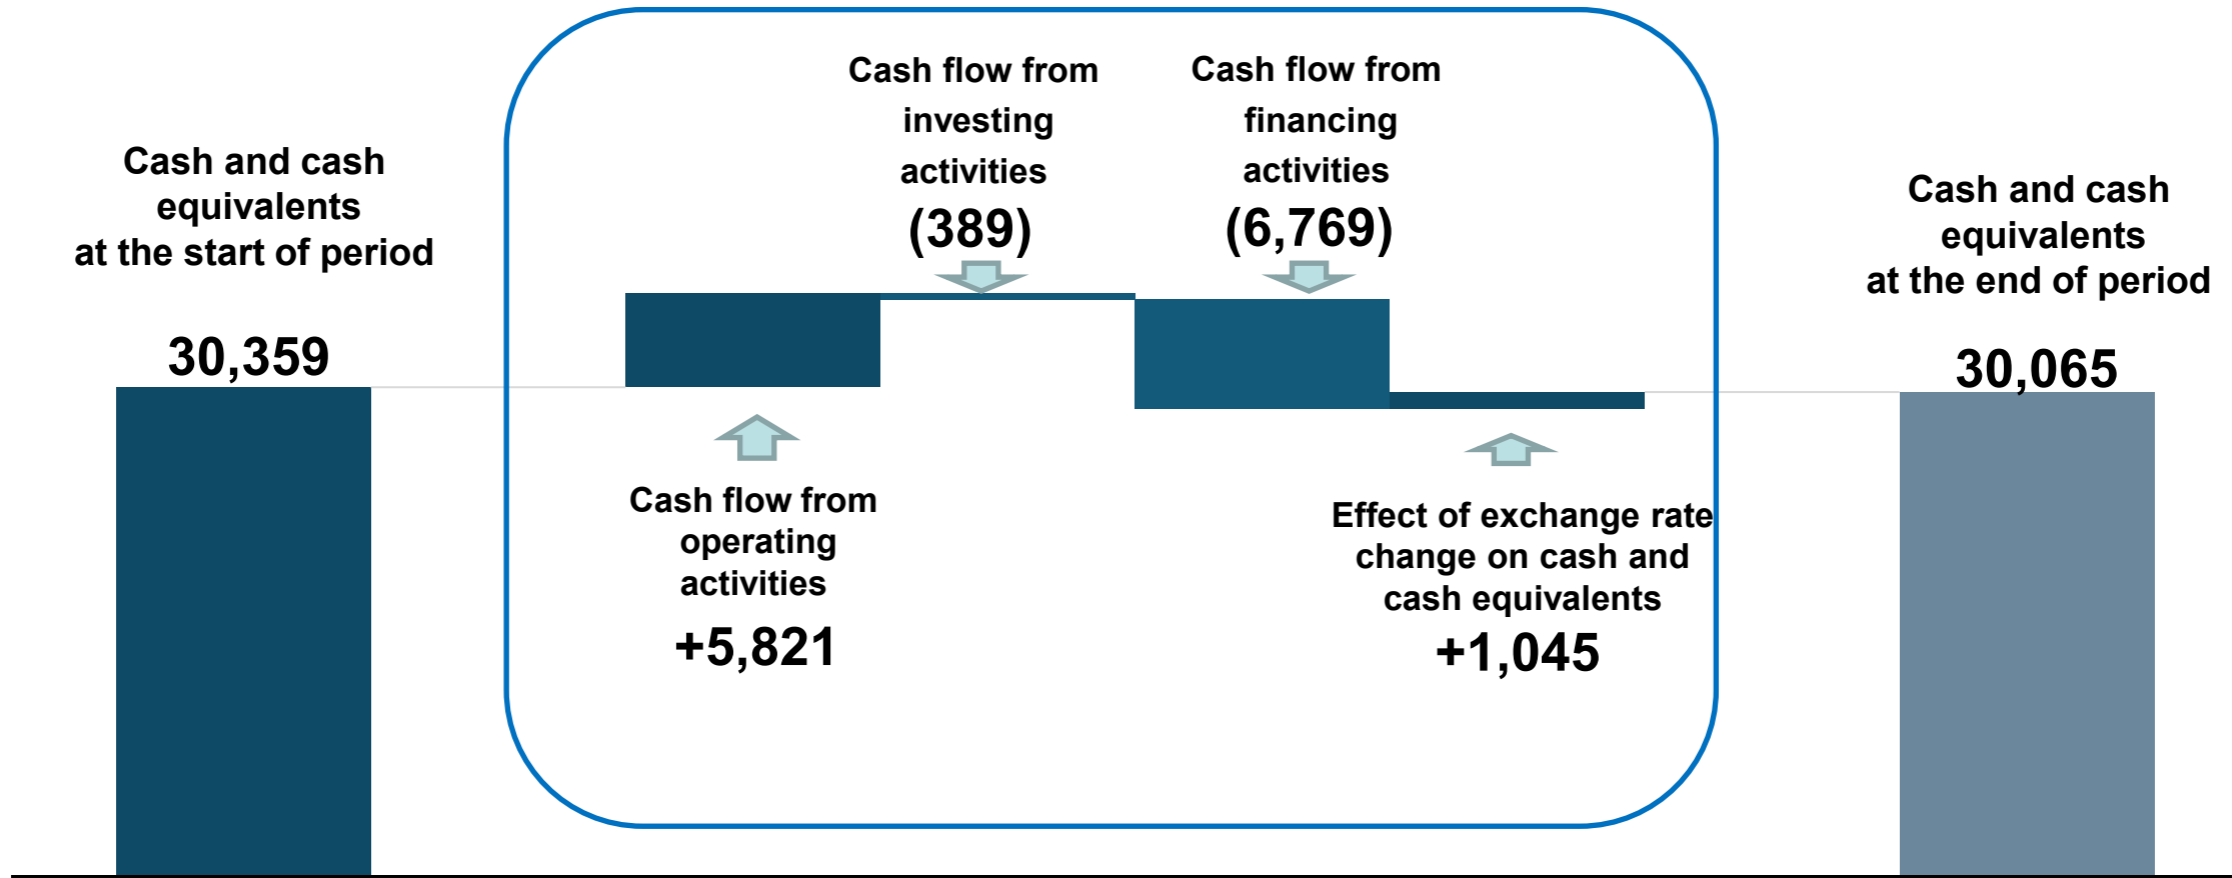 Cash and cash
equivalents
at the start of period
30,359
Cash flow from
operating
activities
+5,821
Cash flow from
investing
activities
(389)
Cash flow from
financing
activities
(6,769)
Effect of exchange rate
change on cash and
cash equivalents
+1,045
Cash and cash
equivalents
at the end of period
30,065